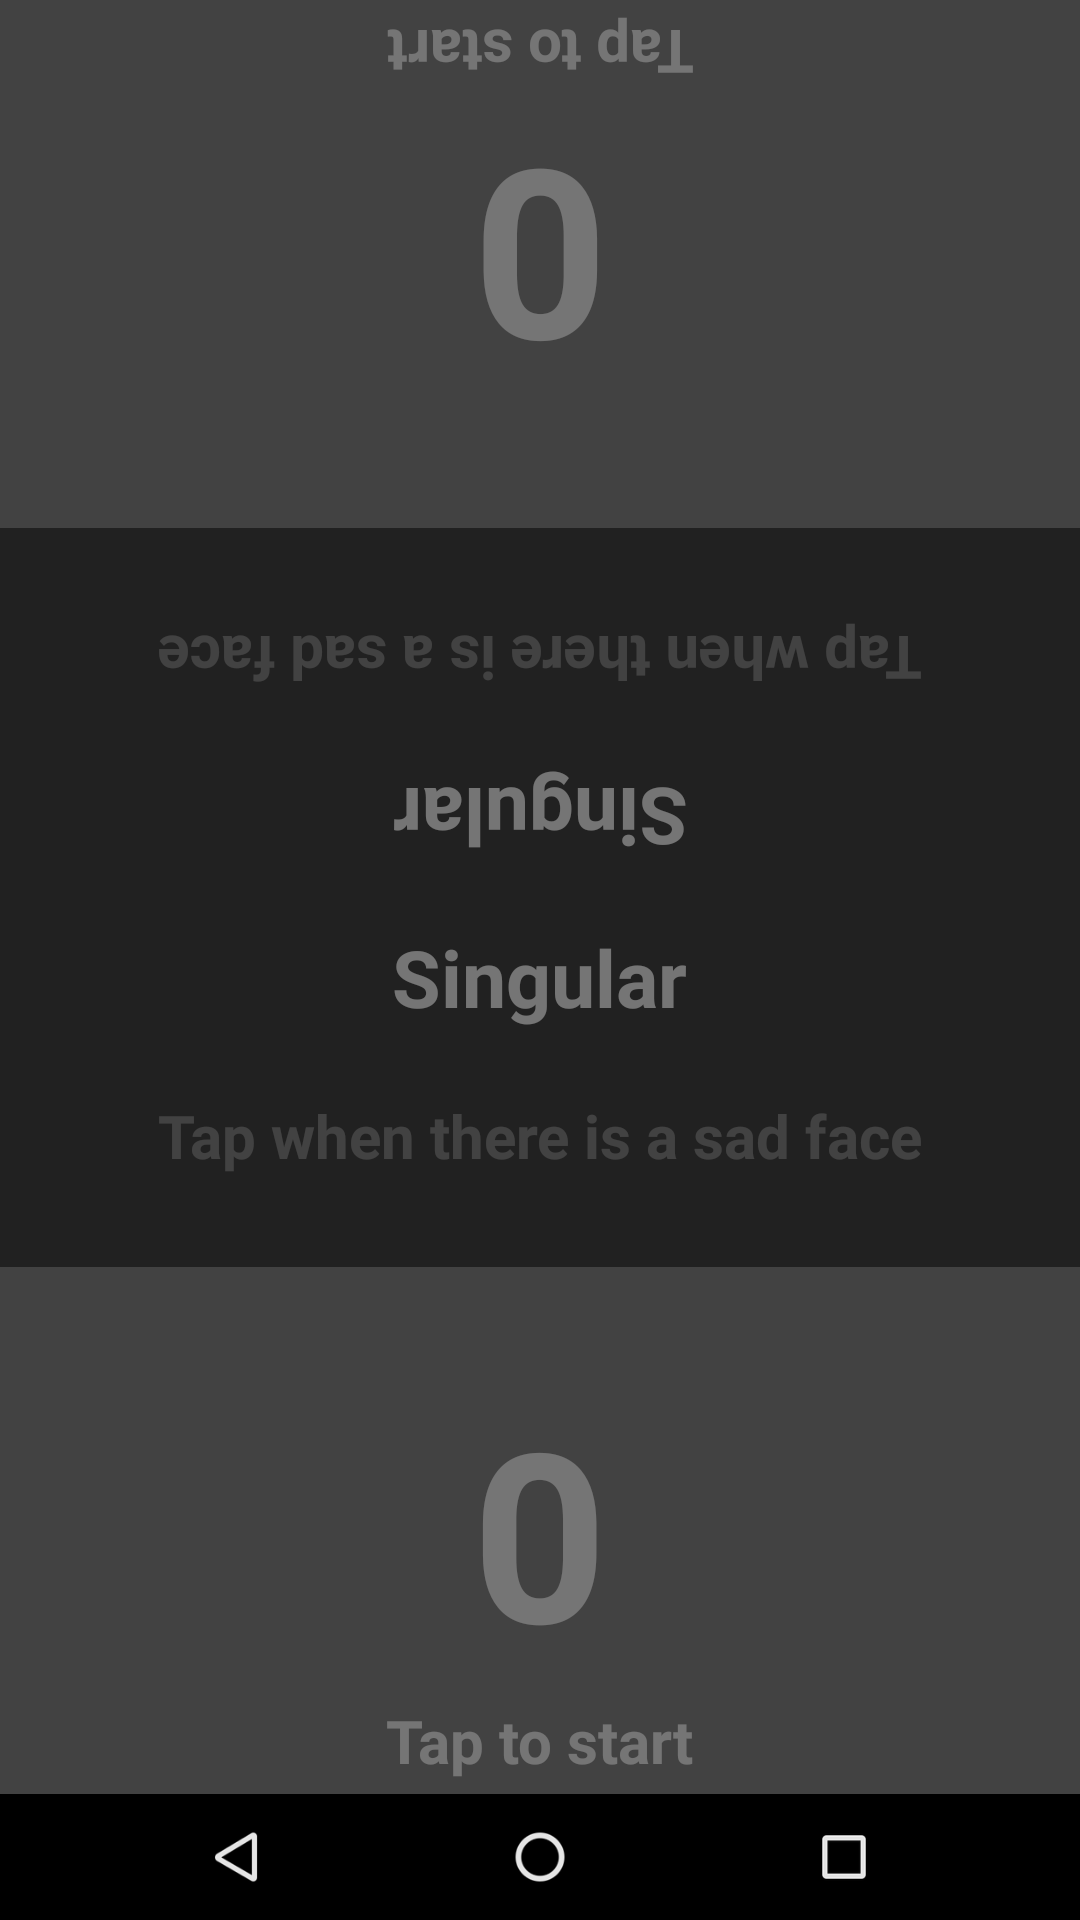 Tap to start
0
Tap when there is a sad face
Singular
Singular
Tap when there is a sad face
0
Tap to start